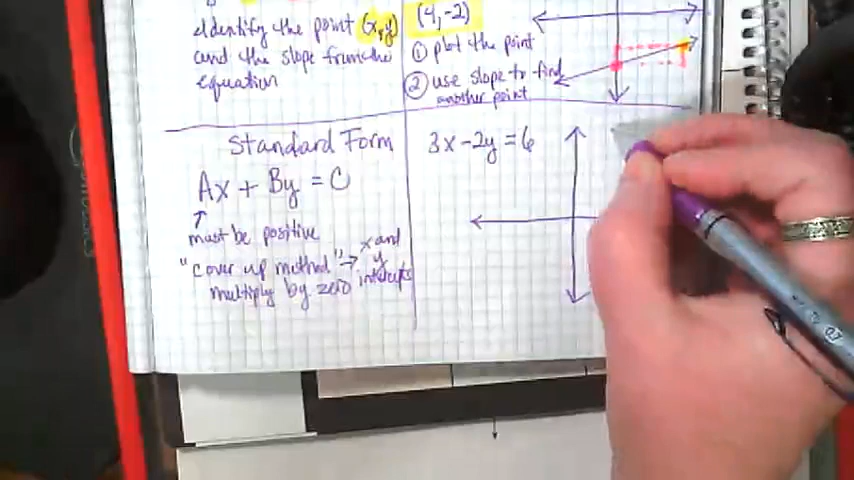 Identify the point (x,y)
and the slope from the
equation
(4,-2)
① plot the point
② use slope to find
another point
Standard Form
Ax + By = C
↑
must be positive
"cover up method" → x and
y
intercepts
multiply by zero
3x - 2y = 6